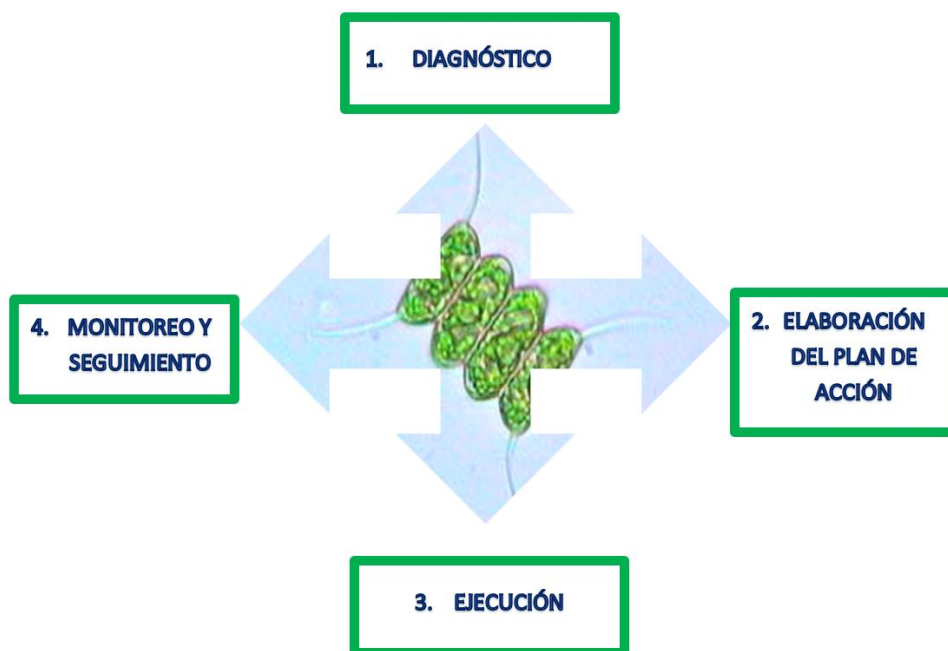 1. DIAGNÓSTICO
2. ELABORACIÓN
DEL PLAN DE
ACCIÓN
3. EJECUCIÓN
4. MONITOREO Y
SEGUIMIENTO